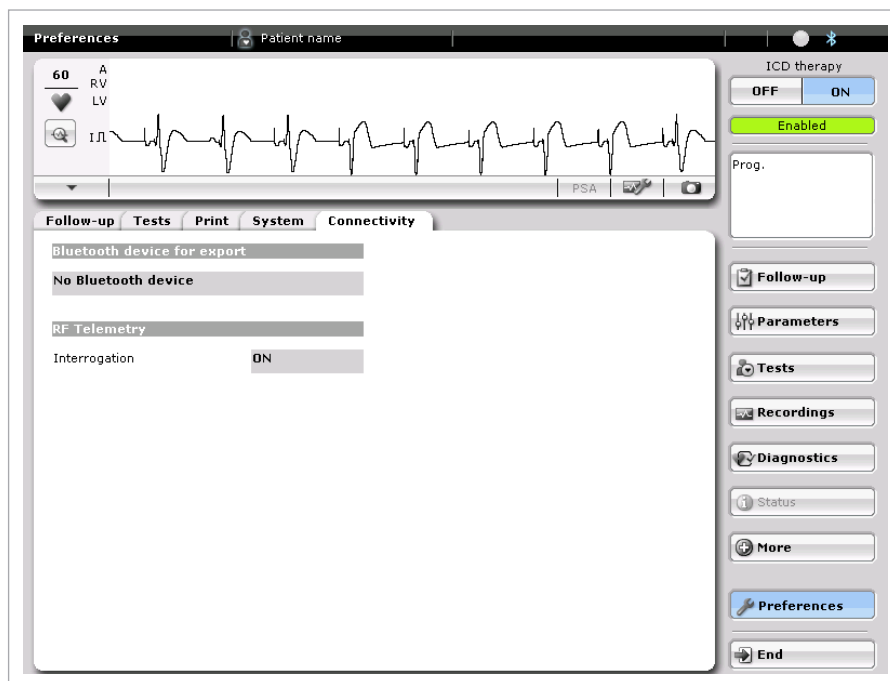 Preferences
Patient name
60
A
RV
LV
I
PSA
ICD therapy
OFF ON
Enabled
Prog.
Follow-up Tests Print System Connectivity
Bluetooth device for export
No Bluetooth device
RF Telemetry
Interrogation ON
Follow-up
Parameters
Tests
Recordings
Diagnostics
Status
More
Preferences
End